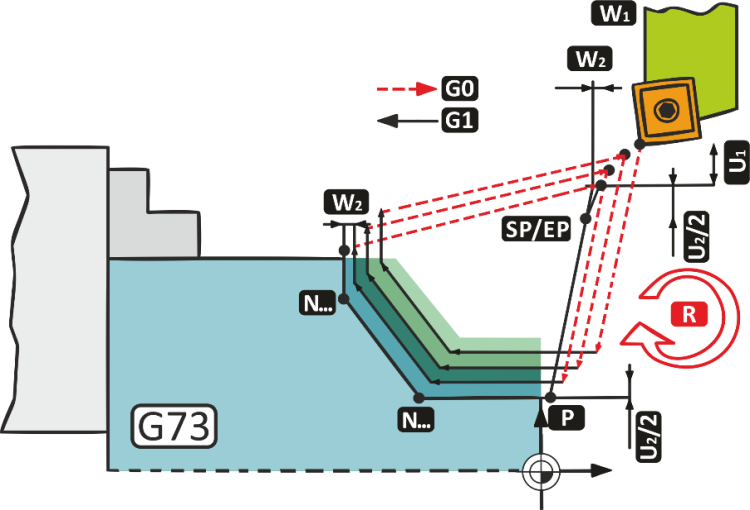 W₁
W₂
G0
G1
U₁
W₂
SP/EP
U₂/2
N...
R
G73
N...
P
U₂/2